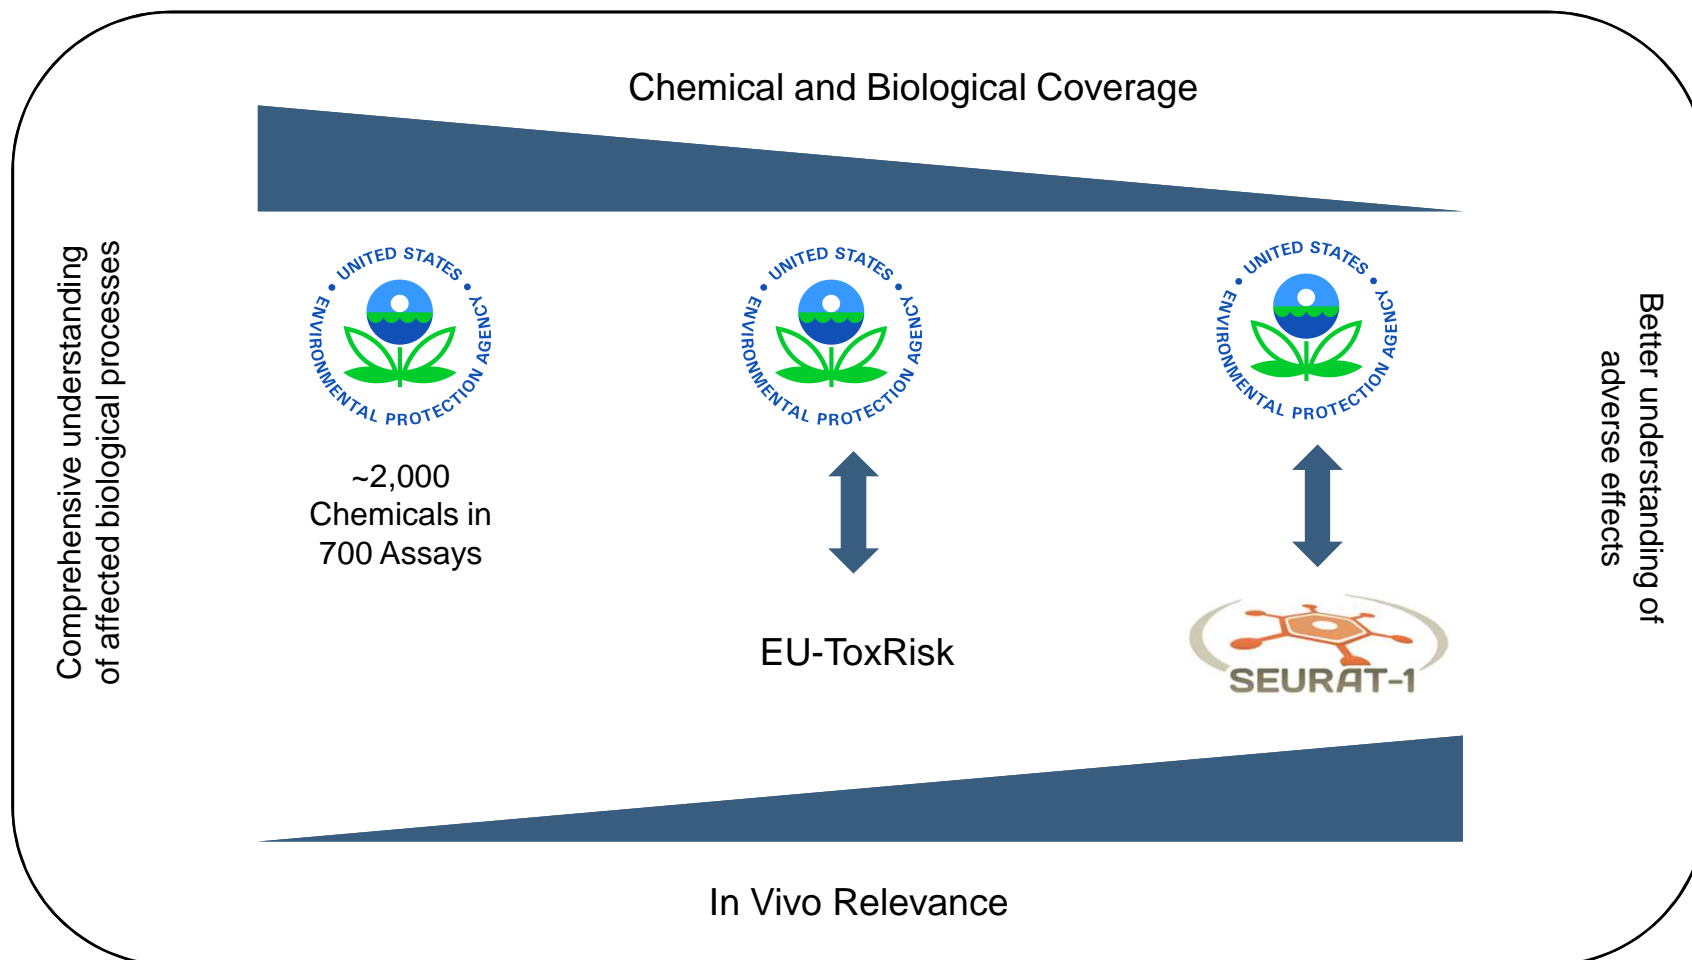 Chemical and Biological Coverage
Comprehensive understanding
of affected biological processes
UNITED STATES • ENVIRONMENTAL PROTECTION AGENCY •
UNITED STATES • ENVIRONMENTAL PROTECTION AGENCY •
UNITED STATES • ENVIRONMENTAL PROTECTION AGENCY •
Better understanding of
adverse effects
~2,000
Chemicals in
700 Assays
EU-ToxRisk
SEURAT-1
In Vivo Relevance